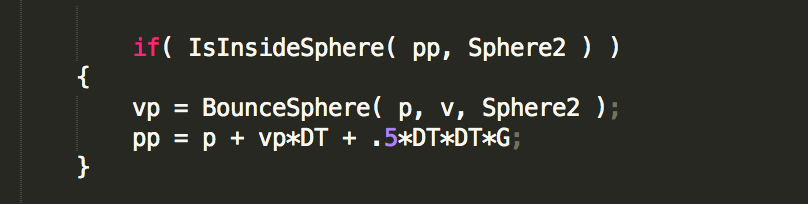 if( IsInsideSphere( pp, Sphere2 ) )
{
vp = BounceSphere( p, v, Sphere2 );
pp = p + vp*DT + .5*DT*DT*G;
}